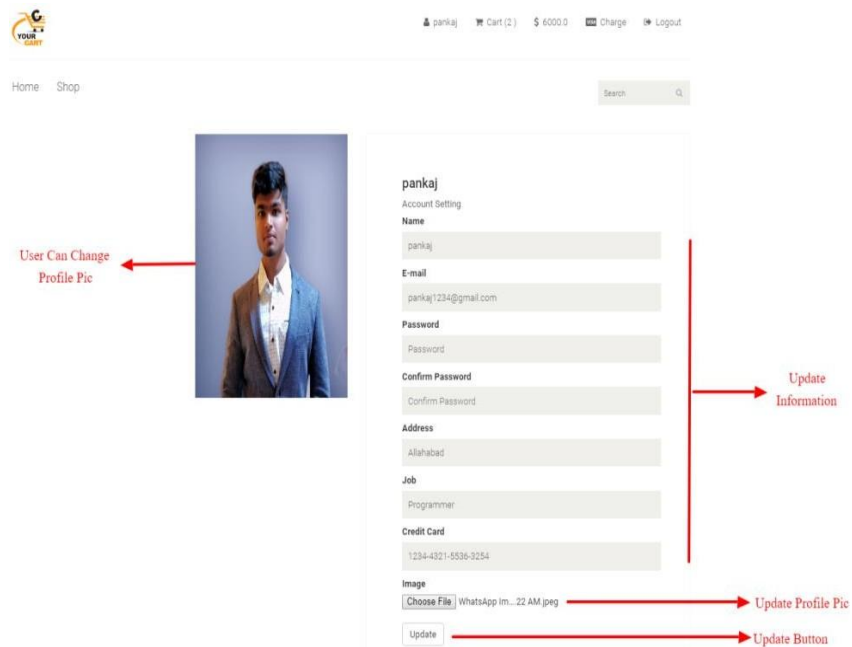 YOUR
CART
pankaj
Cart (2 )
$ 6000.0
VISA Charge
Logout
Home
Shop
Search
pankaj
Account Setting
Name
pankaj
E-mail
pankaj1234@gmail.com
Password
Password
Confirm Password
Confirm Password
Address
Allahabad
Job
Programmer
Credit Card
1234-4321-5536-3254
Image
Choose File WhatsApp Im...22 AM.jpeg
Update
User Can Change
Profile Pic
Update
Information
Update Profile Pic
Update Button